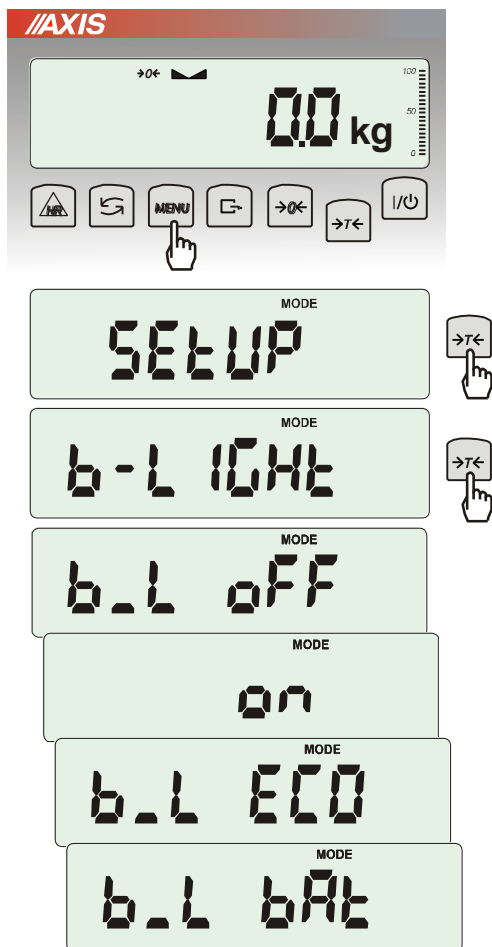 //AXIS
→0←
100
50
0
0.0 kg
HR MENU →0← →T← I/⏻
MODE
SEtUP
→T←
MODE
b-LIGHt
→T←
MODE
b_L oFF
MODE
on
MODE
b_L ECO
MODE
b_L bAt